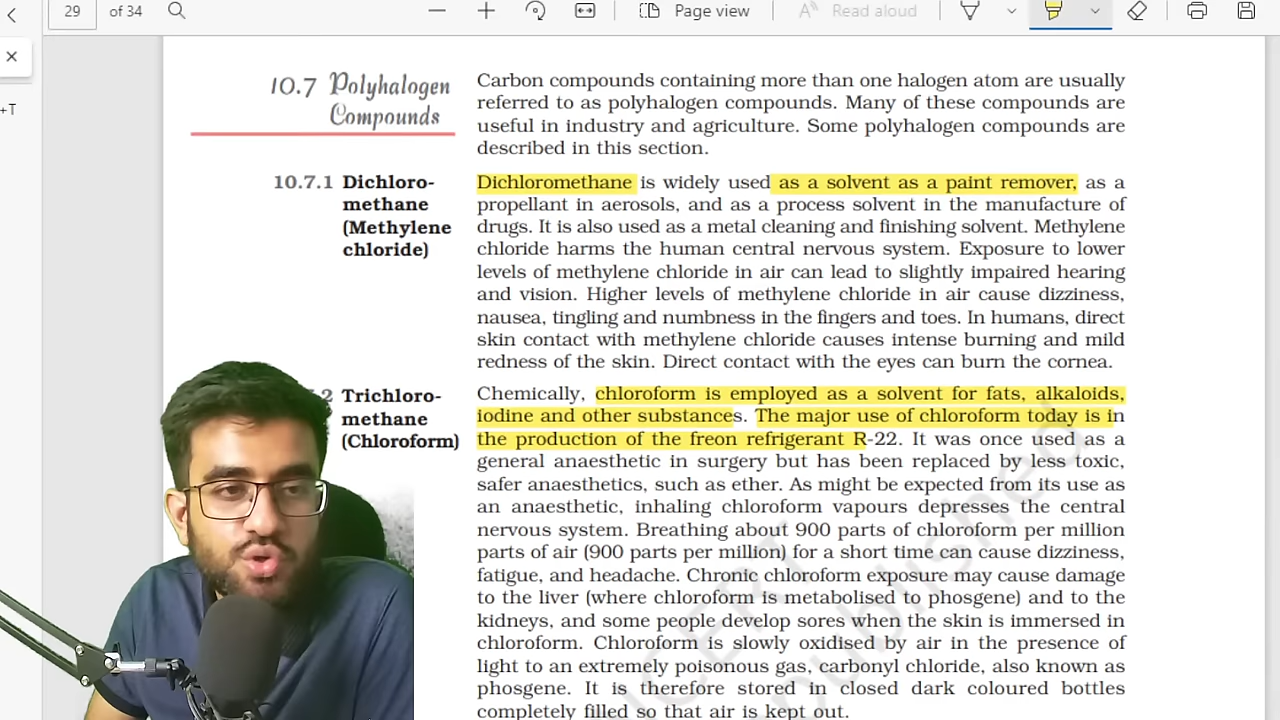 29 of 34 Page view Read aloud
+T
10.7 Polyhalogen
Compounds
Carbon compounds containing more than one halogen atom are usually
referred to as polyhalogen compounds. Many of these compounds are
useful in industry and agriculture. Some polyhalogen compounds are
described in this section.
10.7.1 Dichloro-
methane
(Methylene
chloride)
Dichloromethane is widely used as a solvent as a paint remover, as a
propellant in aerosols, and as a process solvent in the manufacture of
drugs. It is also used as a metal cleaning and finishing solvent. Methylene
chloride harms the human central nervous system. Exposure to lower
levels of methylene chloride in air can lead to slightly impaired hearing
and vision. Higher levels of methylene chloride in air cause dizziness,
nausea, tingling and numbness in the fingers and toes. In humans, direct
skin contact with methylene chloride causes intense burning and mild
redness of the skin. Direct contact with the eyes can burn the cornea.
2 Trichloro-
methane
(Chloroform)
Chemically, chloroform is employed as a solvent for fats, alkaloids,
iodine and other substances. The major use of chloroform today is in
the production of the freon refrigerant R-22. It was once used as a
general anaesthetic in surgery but has been replaced by less toxic,
safer anaesthetics, such as ether. As might be expected from its use as
an anaesthetic, inhaling chloroform vapours depresses the central
nervous system. Breathing about 900 parts of chloroform per million
parts of air (900 parts per million) for a short time can cause dizziness,
fatigue, and headache. Chronic chloroform exposure may cause damage
to the liver (where chloroform is metabolised to phosgene) and to the
kidneys, and some people develop sores when the skin is immersed in
chloroform. Chloroform is slowly oxidised by air in the presence of
light to an extremely poisonous gas, carbonyl chloride, also known as
phosgene. It is therefore stored in closed dark coloured bottles
completely filled so that air is kept out.
NCERT
published